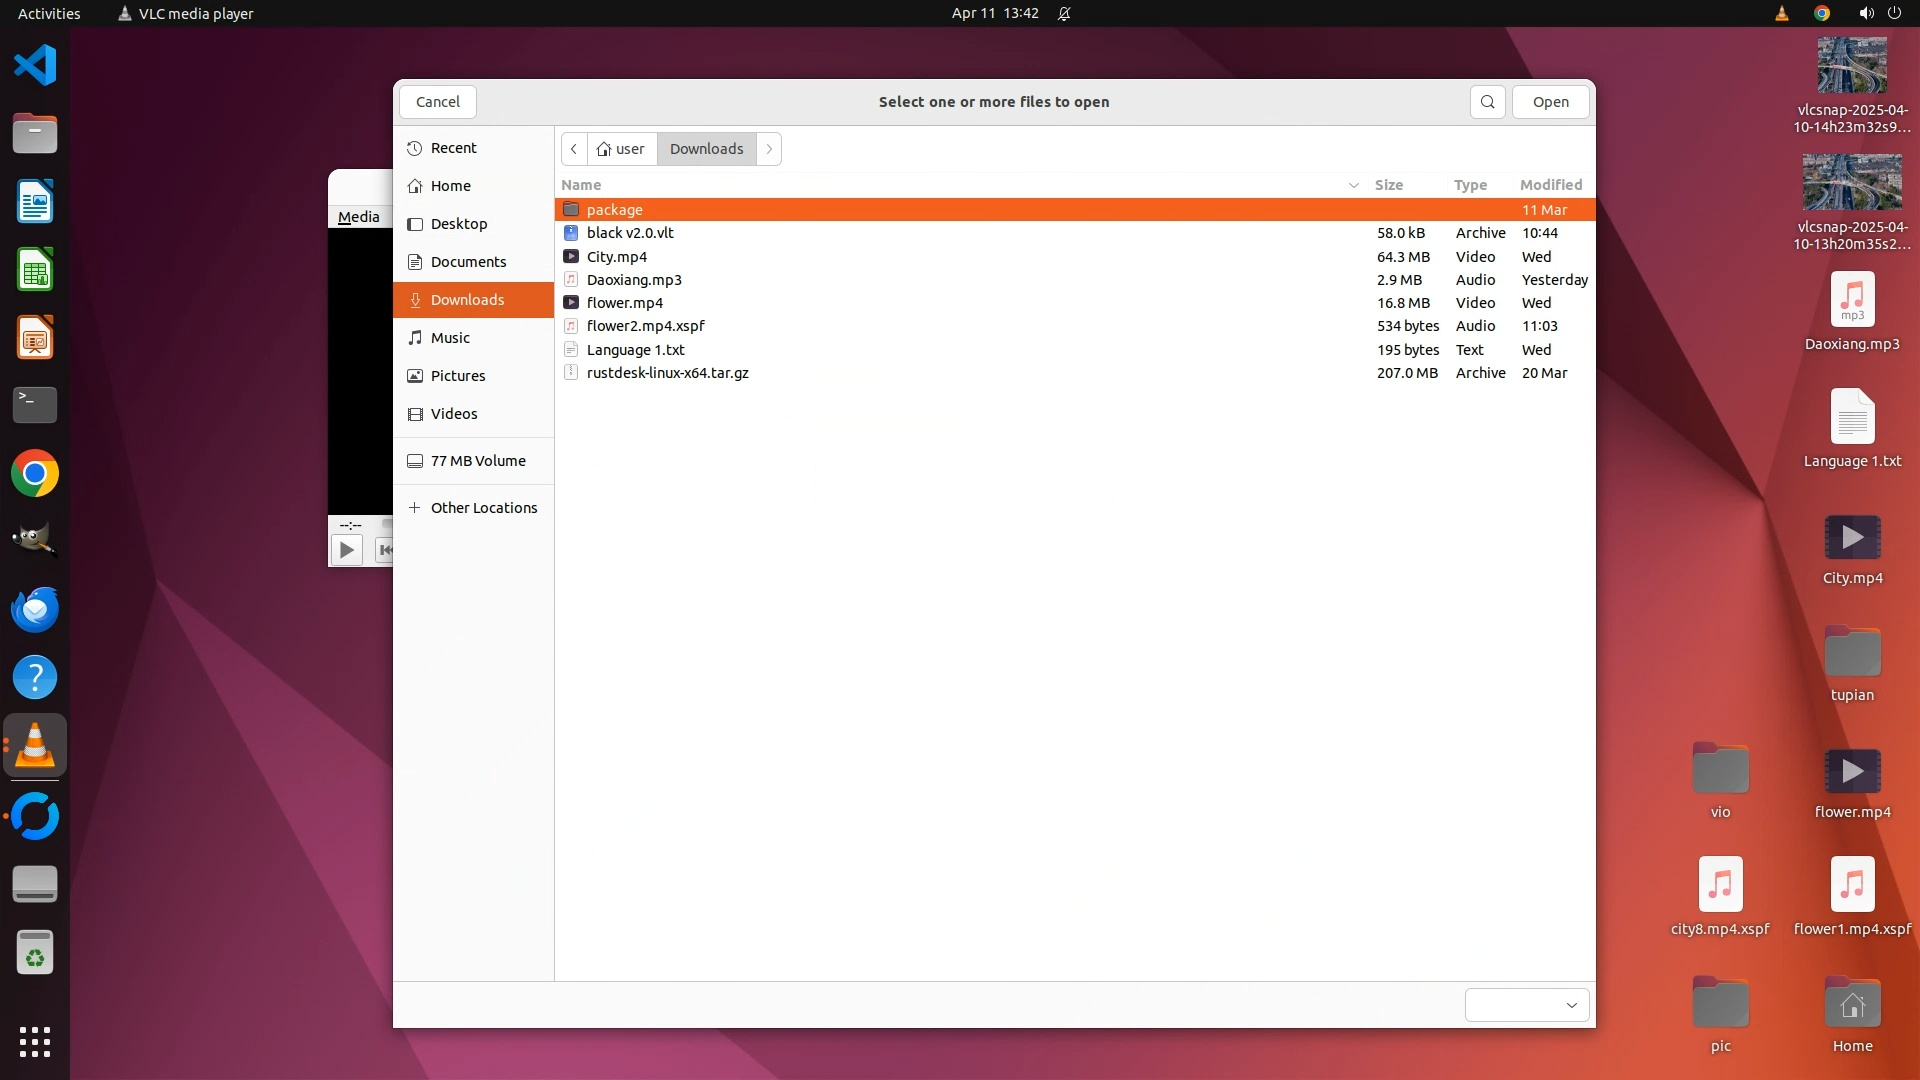 Activities
VLC media player
Apr 11 13:42
Cancel
Select one or more files to open
Open
Recent
Home
Desktop
Documents
Downloads
Music
Pictures
Videos
77 MB Volume
Other Locations
user
Downloads
Name
Size
Type
Modified
package 11 Mar
black v2.0.vlt 58.0 kB Archive 10:44
City.mp4 64.3 MB Video Wed
Daoxiang.mp3 2.9 MB Audio Yesterday
flower.mp4 16.8 MB Video Wed
flower2.mp4.xspf 534 bytes Audio 11:03
Language 1.txt 195 bytes Text Wed
rustdesk-linux-x64.tar.gz 207.0 MB Archive 20 Mar
Media
--:--
vlcsnap-2025-04-
10-14h23m32s9...
vlcsnap-2025-04-
10-13h20m35s2...
mp3
Daoxiang.mp3
Language 1.txt
City.mp4
tupian
vio
flower.mp4
city8.mp4.xspf
flower1.mp4.xspf
pic
Home